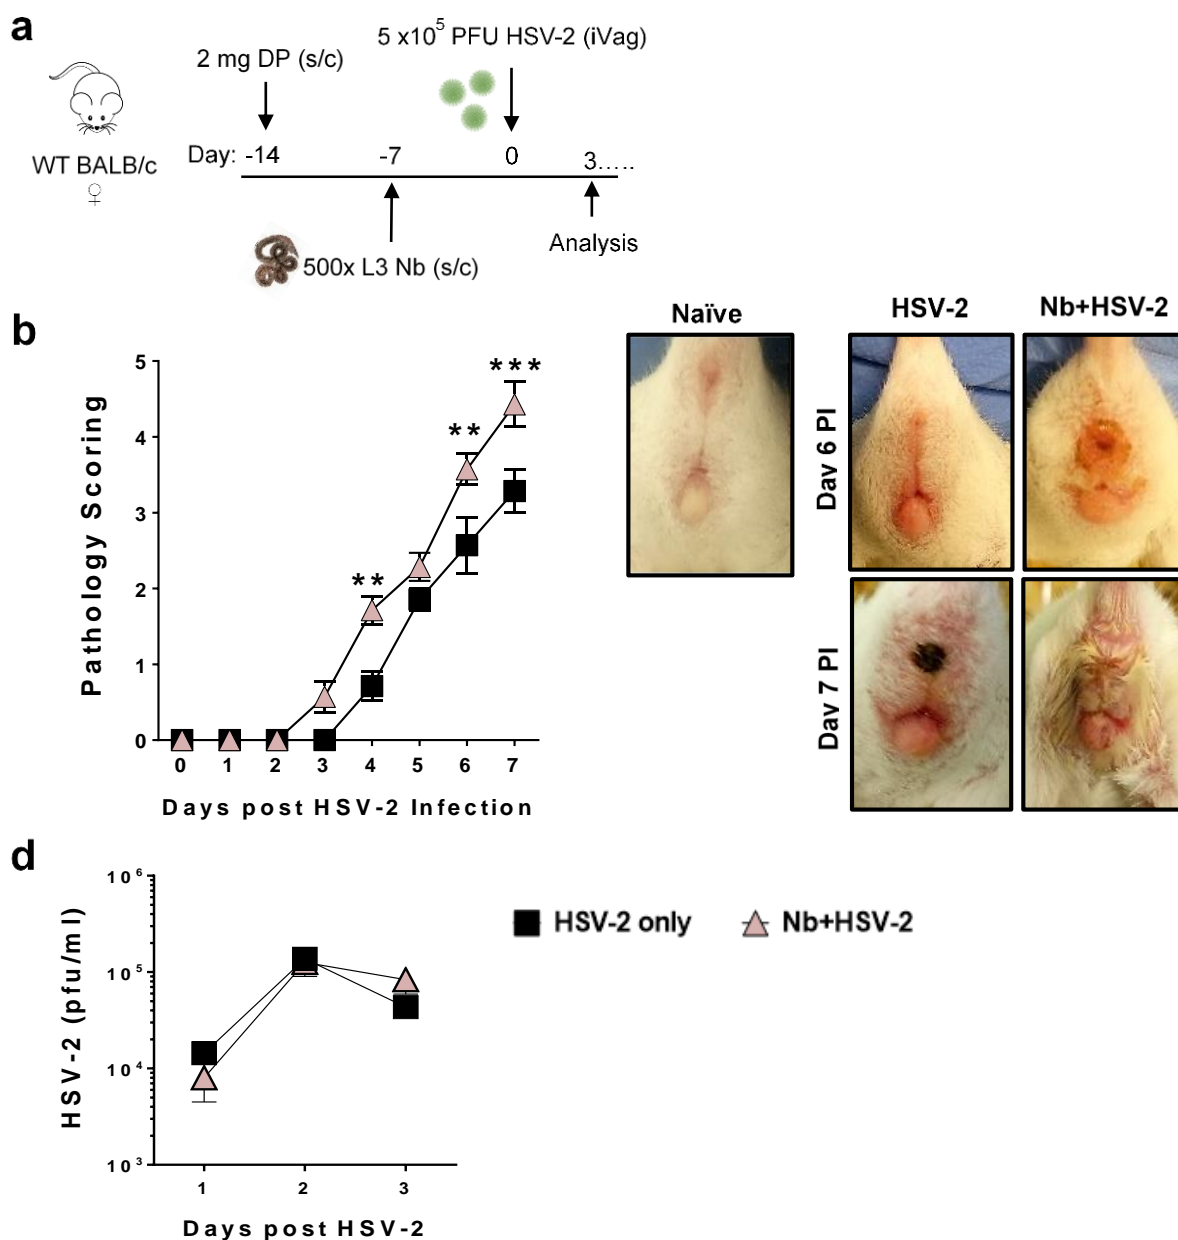 a
5 x10⁵ PFU HSV-2 (iVag)
2 mg DP (s/c)
Day: -14 -7 0 3.....
WT BALB/c
♀
Analysis
500x L3 Nb (s/c)
b
Naïve HSV-2 Nb+HSV-2
Pathology Scoring
5
4
3
2
1
0
** ** ***
0 1 2 3 4 5 6 7
Days post HSV-2 Infection
Day 6 PI
Day 7 PI
d
HSV-2 (pfu/ml)
10⁶
10⁵
10⁴
10³
1 2 3
Days post HSV-2
HSV-2 only Nb+HSV-2